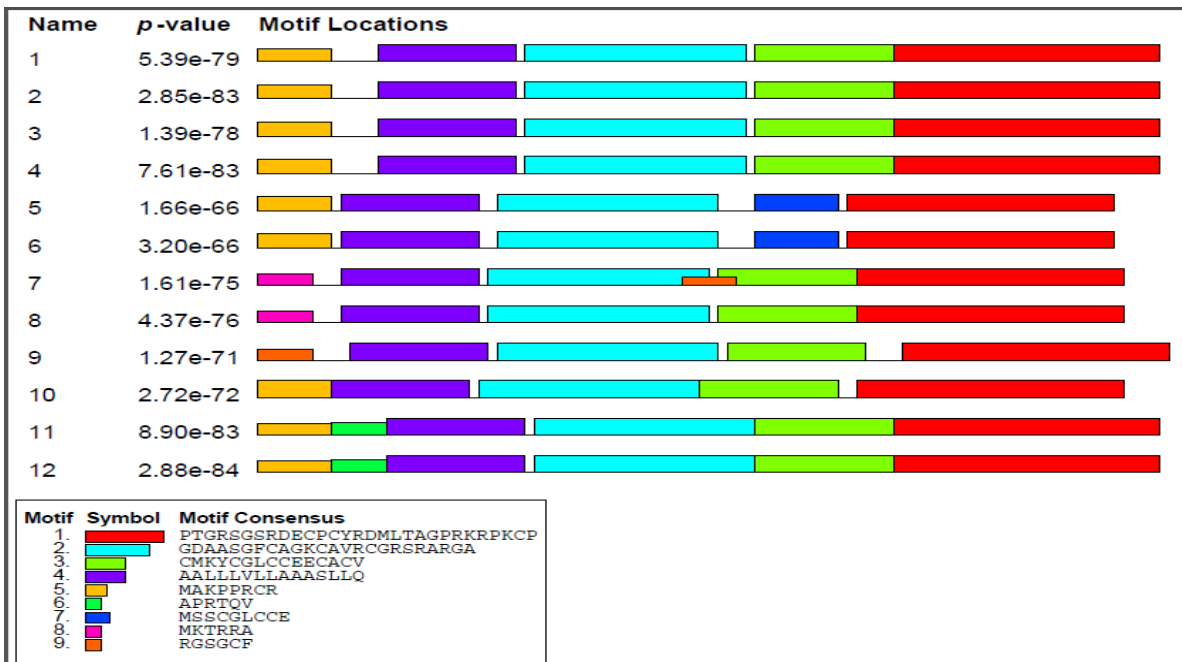 Name p-value Motif Locations
1 5.39e-79
2 2.85e-83
3 1.39e-78
4 7.61e-83
5 1.66e-66
6 3.20e-66
7 1.61e-75
8 4.37e-76
9 1.27e-71
10 2.72e-72
11 8.90e-83
12 2.88e-84
Motif Symbol Motif Consensus
1. PTGRSGSRDECPCYRDMLTAGPRKRPKCP
2. GDAASGFCAGKCAVRCGRSRARGA
3. CMKYCGLCCEECACV
4. AALLLVLLAAASLLQ
5. MAKPPRCR
6. APRTQV
7. MSSCGLCCE
8. MKTRRA
9. RGSGCF